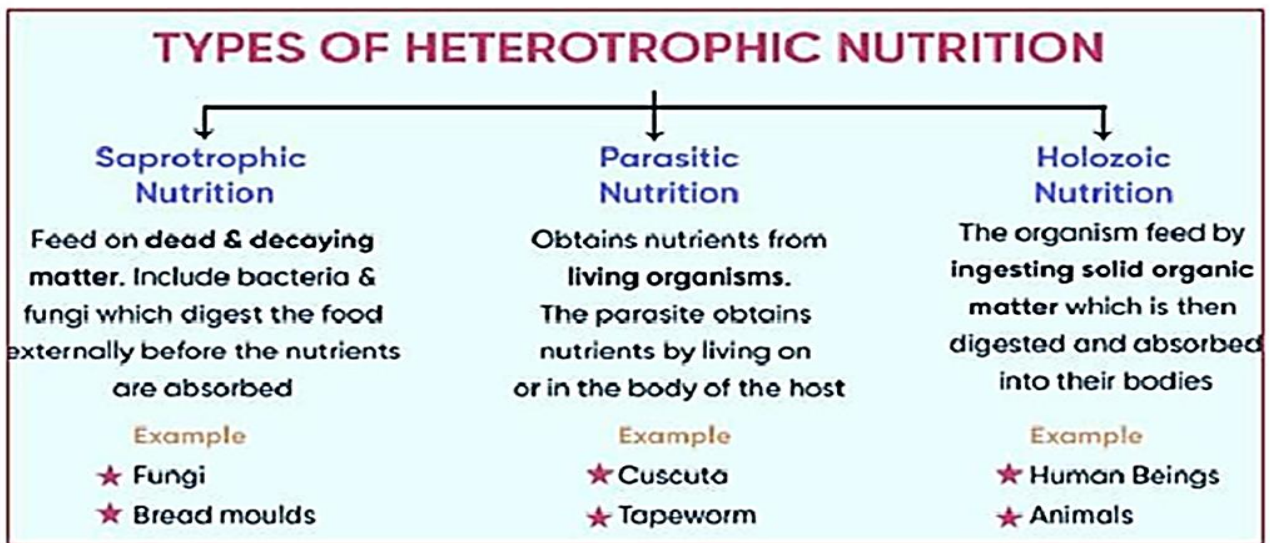 TYPES OF HETEROTROPHIC NUTRITION
Saprotrophic
Nutrition
Feed on dead & decaying
matter. Include bacteria &
fungi which digest the food
externally before the nutrients
are absorbed
Example
Fungi
Bread moulds
Parasitic
Nutrition
Obtains nutrients from
living organisms.
The parasite obtains
nutrients by living on
or in the body of the host
Example
Cuscuta
Tapeworm
Holozoic
Nutrition
The organism feed by
ingesting solid organic
matter which is then
digested and absorbed
into their bodies
Example
Human Beings
Animals